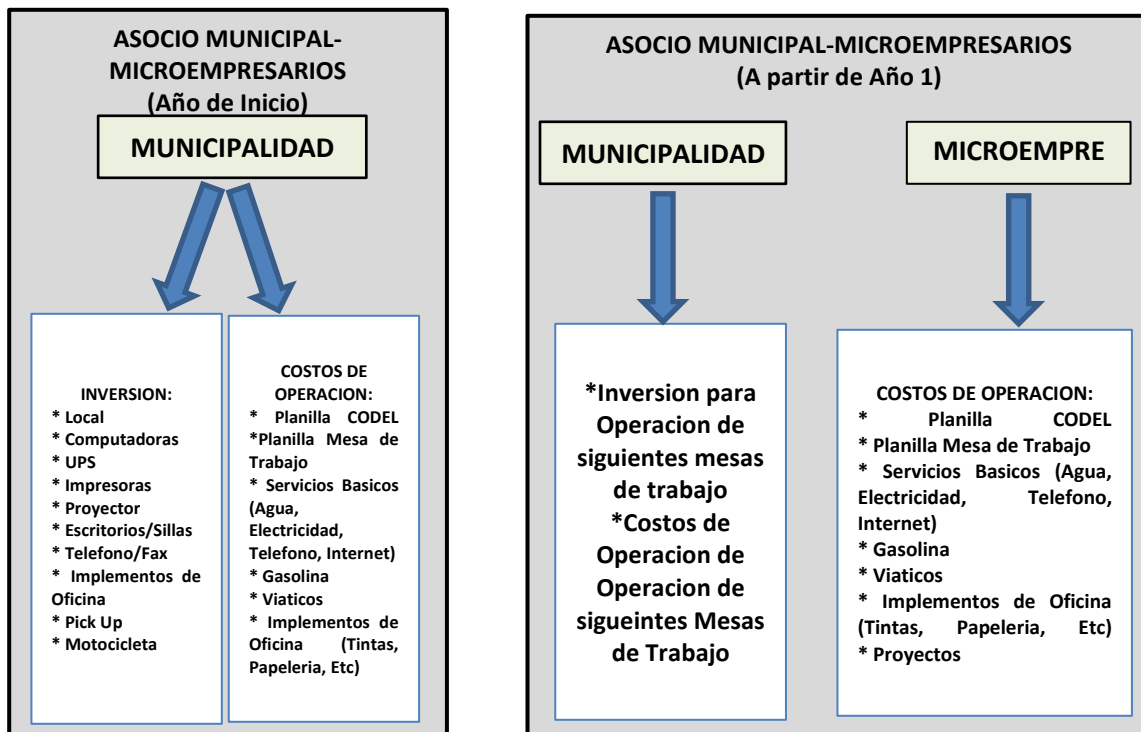 ASOCIO MUNICIPAL-
MICROEMPRESARIOS
(Año de Inicio)
MUNICIPALIDAD
INVERSION:
* Local
* Computadoras
* UPS
* Impresoras
* Proyector
* Escritorios/Sillas
* Telefono/Fax
* Implementos de
Oficina
* Pick Up
* Motocicleta
COSTOS DE
OPERACION:
* Planilla CODEL
*Planilla Mesa de
Trabajo
* Servicios Basicos
(Agua,
Electricidad,
Telefono, Internet)
* Gasolina
* Viaticos
* Implementos de
Oficina (Tintas,
Papeleria, Etc)
ASOCIO MUNICIPAL-MICROEMPRESARIOS
(A partir de Año 1)
MUNICIPALIDAD
*Inversion para
Operacion de
siguientes mesas
de trabajo
*Costos de
Operacion de
Operacion de
sigueintes Mesas
de Trabajo
MICROEMPRE
COSTOS DE OPERACION:
* Planilla CODEL
* Planilla Mesa de Trabajo
* Servicios Basicos (Agua,
Electricidad, Telefono,
Internet)
* Gasolina
* Viaticos
* Implementos de Oficina
(Tintas, Papeleria, Etc)
* Proyectos